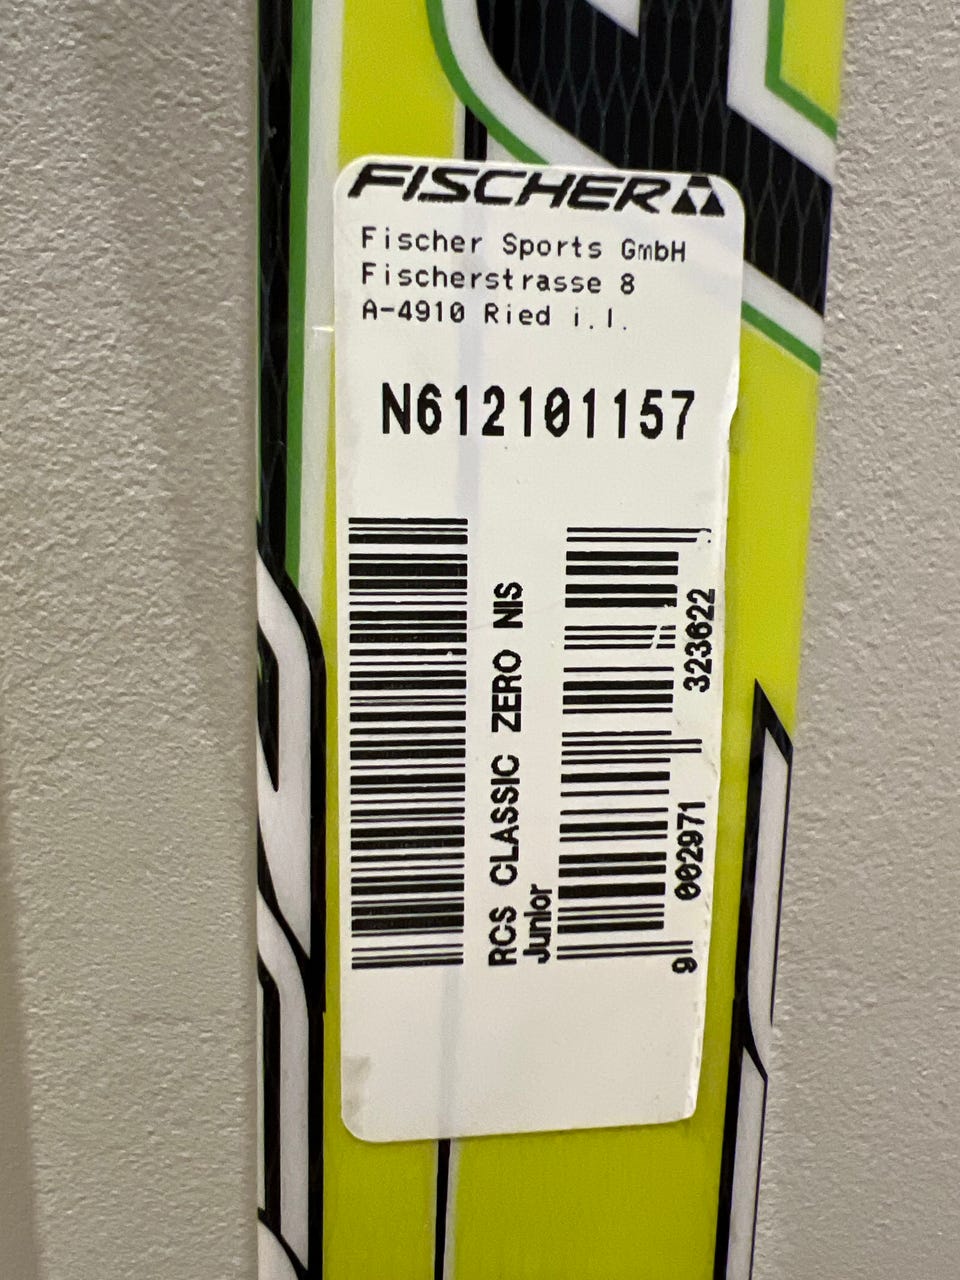 FISCHER
Fischer Sports GmbH
Fischerstrasse 8
A-4910 Ried i.I.
N612101157
RCS CLASSIC ZERO NIS
Junior
9 002971 323622